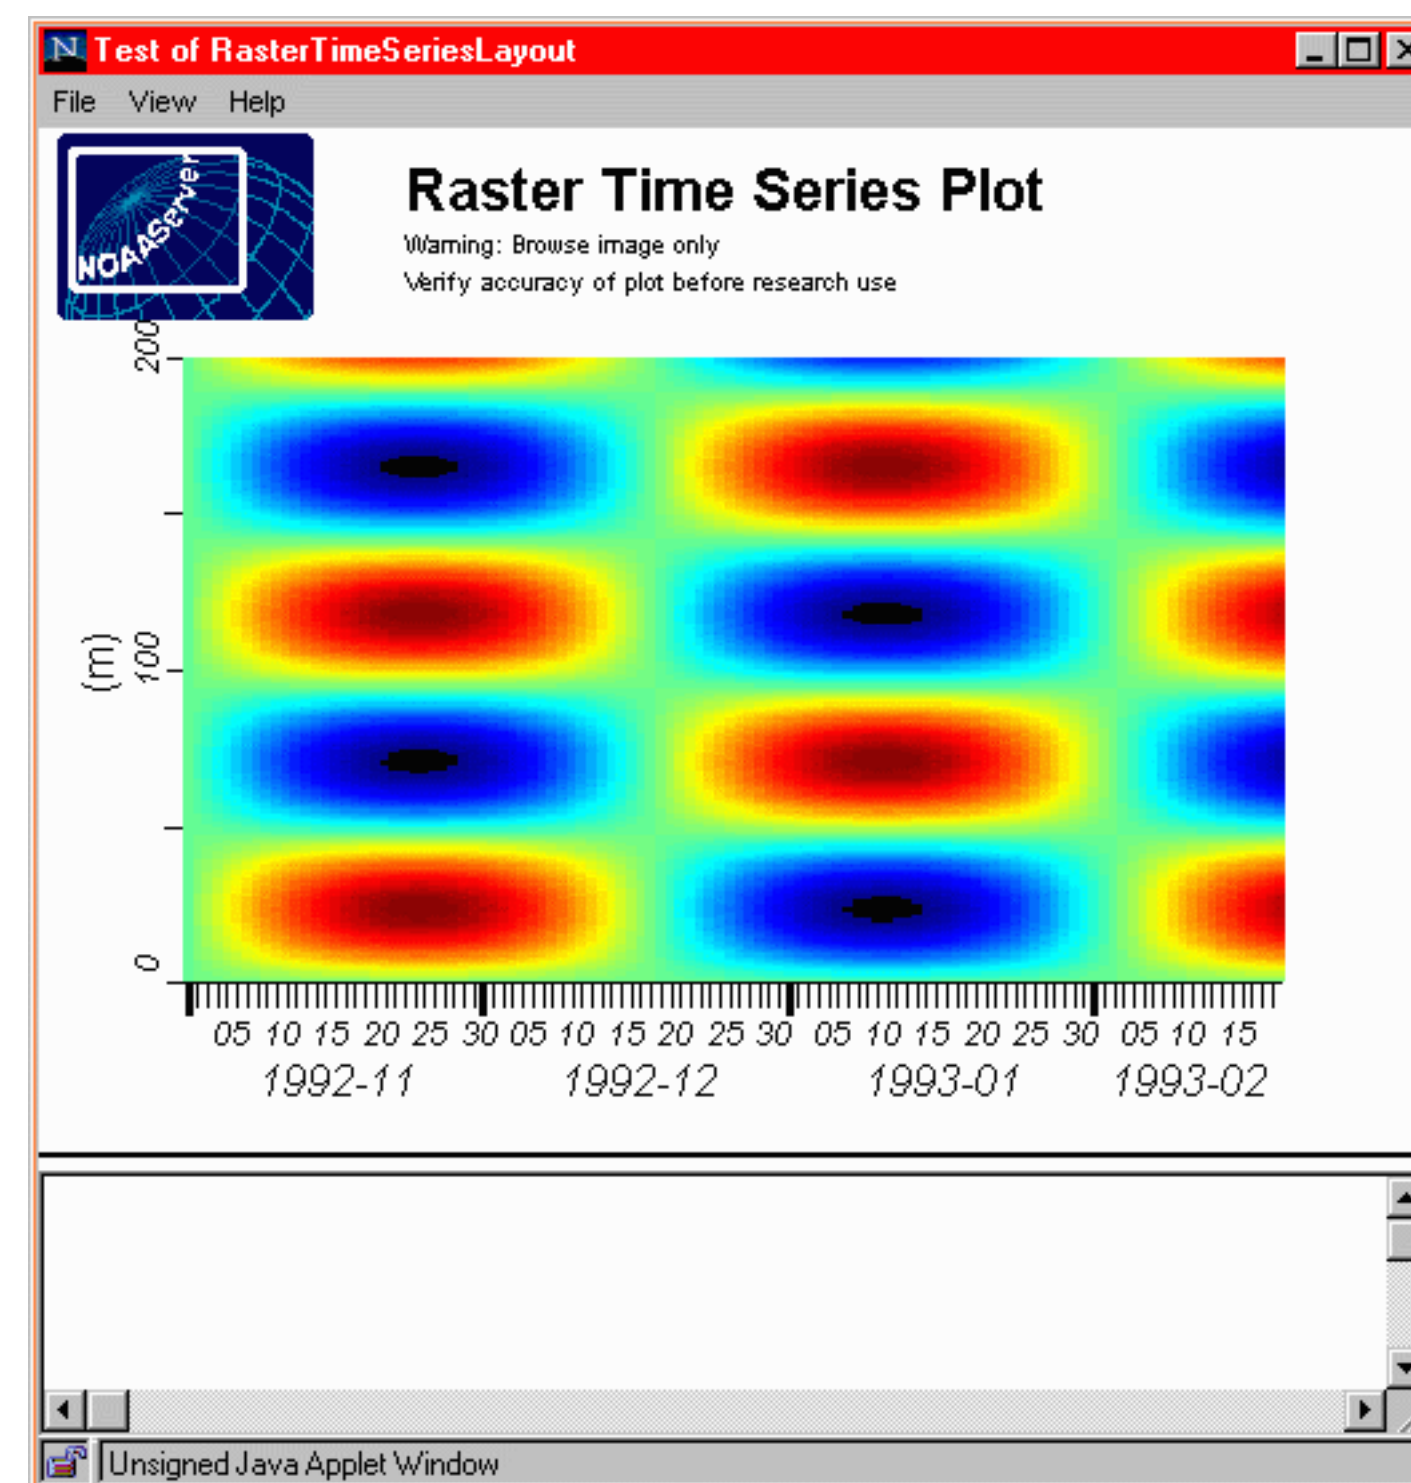 Test of RasterTimeSeriesLayout
File View Help
NOAAServer
Raster Time Series Plot
Warning: Browse image only
Verify accuracy of plot before research use
200
100
(m)
0
05 10 15 20 25 30 05 10 15 20 25 30 05 10 15 20 25 30 05 10 15
1992-11 1992-12 1993-01 1993-02
Unsigned Java Applet Window